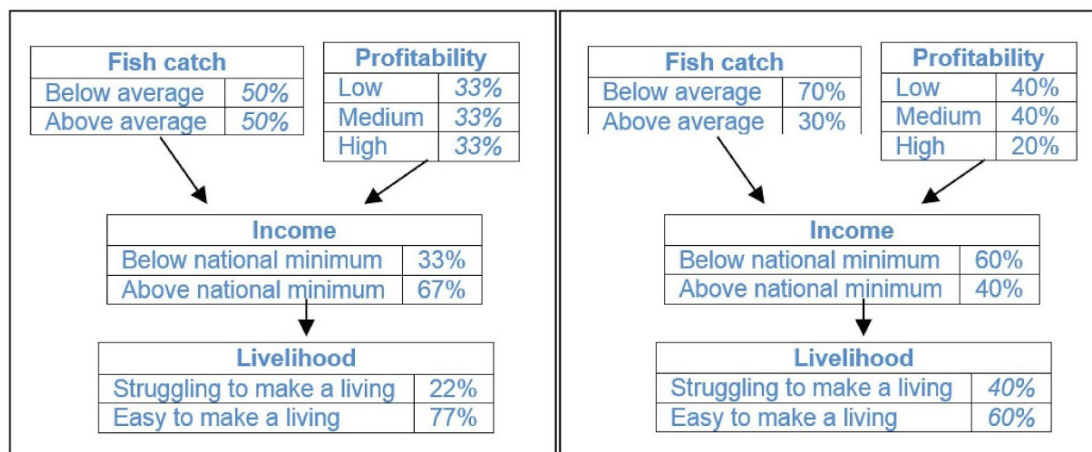 Fish catch
Below average 50%
Above average 50%
Profitability
Low 33%
Medium 33%
High 33%
Income
Below national minimum 33%
Above national minimum 67%
Livelihood
Struggling to make a living 22%
Easy to make a living 77%
Fish catch
Below average 70%
Above average 30%
Profitability
Low 40%
Medium 40%
High 20%
Income
Below national minimum 60%
Above national minimum 40%
Livelihood
Struggling to make a living 40%
Easy to make a living 60%